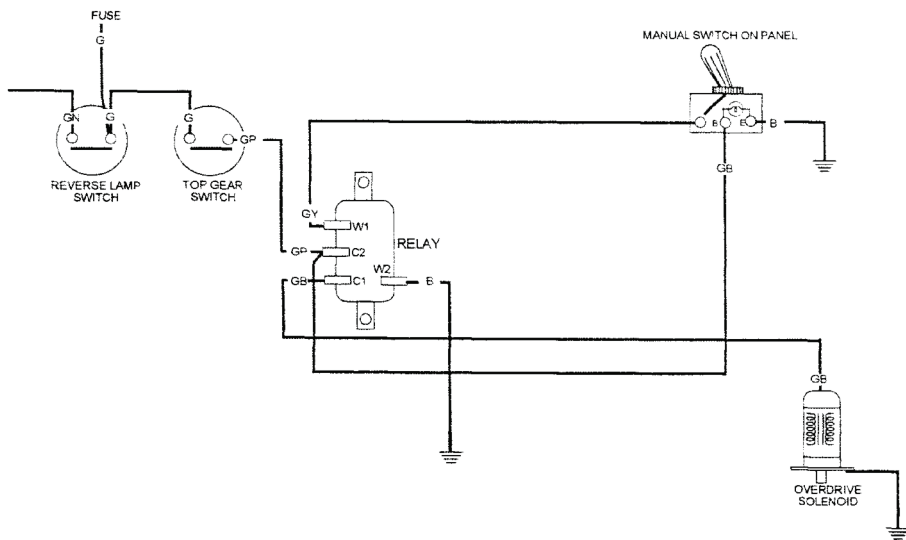 FUSE
G
MANUAL SWITCH ON PANEL
GN
G
G
GP
B
B
B
REVERSE LAMP
SWITCH
TOP GEAR
SWITCH
GB
GY
W1
RELAY
GP
C2
W2
GB
C1
B
GB
OVERDRIVE
SOLENOID